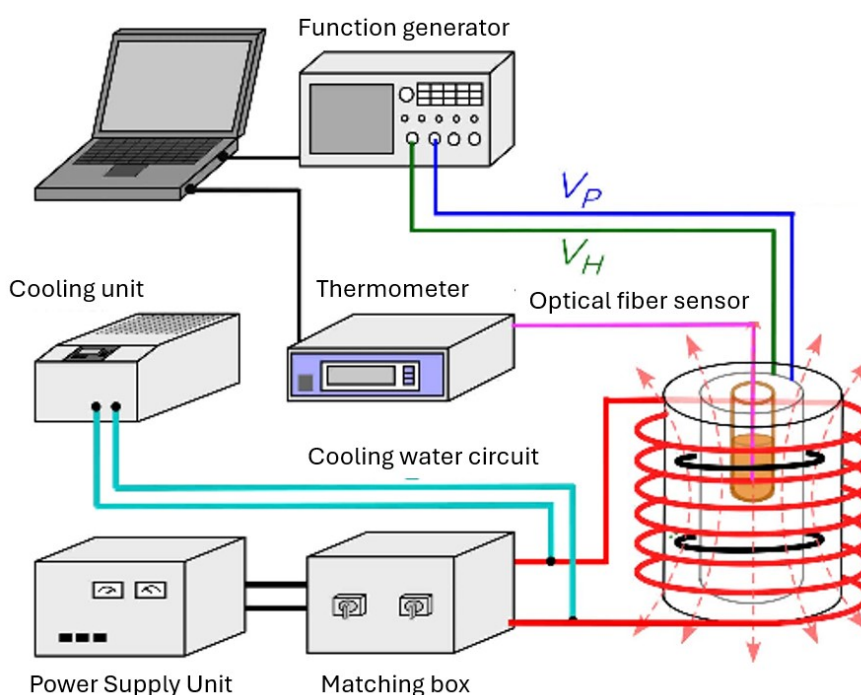 Function generator
V_P
V_H
Cooling unit
Thermometer
Optical fiber sensor
Cooling water circuit
Power Supply Unit
Matching box